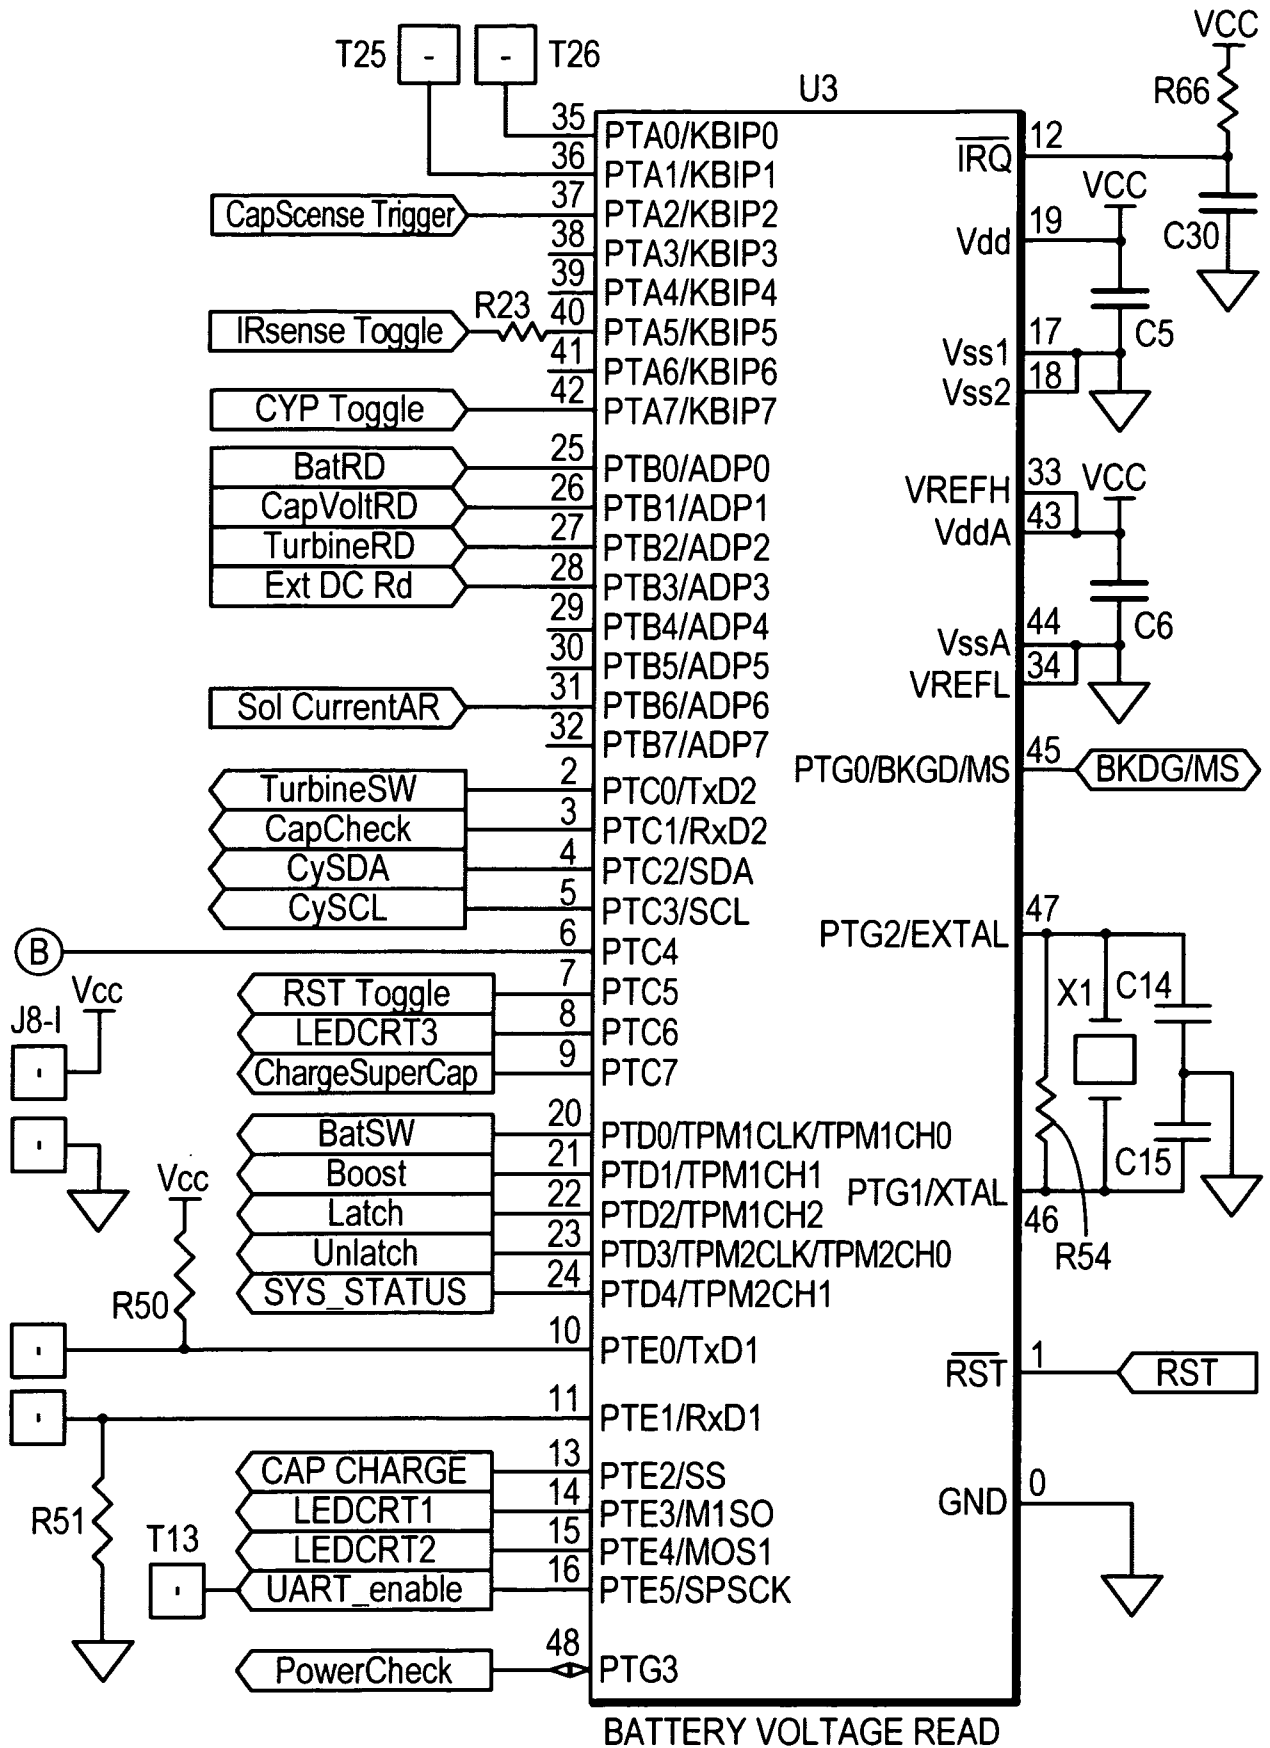 T25 - - T26
VCC
R66
U3
35 PTA0/KBIP0
36 PTA1/KBIP1
CapScense Trigger 37 PTA2/KBIP2
38 PTA3/KBIP3
39 PTA4/KBIP4
IRsense Toggle R23 40 PTA5/KBIP5
41 PTA6/KBIP6
CYP Toggle 42 PTA7/KBIP7
BatRD 25 PTB0/ADP0
CapVoltRD 26 PTB1/ADP1
TurbineRD 27 PTB2/ADP2
Ext DC Rd 28 PTB3/ADP3
29 PTB4/ADP4
30 PTB5/ADP5
Sol CurrentAR 31 PTB6/ADP6
32 PTB7/ADP7
TurbineSW 2 PTC0/TxD2
CapCheck 3 PTC1/RxD2
CySDA 4 PTC2/SDA
CySCL 5 PTC3/SCL
B 6 PTC4
RST Toggle 7 PTC5
LEDCRT3 8 PTC6
ChargeSuperCap 9 PTC7
Vcc
J8-I
BatSW 20 PTD0/TPM1CLK/TPM1CH0
Boost 21 PTD1/TPM1CH1
Latch 22 PTD2/TPM1CH2
Unlatch 23 PTD3/TPM2CLK/TPM2CH0
SYS_STATUS 24 PTD4/TPM2CH1
Vcc
R50
10 PTE0/TxD1
11 PTE1/RxD1
R51
CAP CHARGE 13 PTE2/SS
LEDCRT1 14 PTE3/M1SO
LEDCRT2 15 PTE4/MOS1
T13 UART_enable 16 PTE5/SPSCK
PowerCheck 48 PTG3
IRQ 12
C30
VCC
Vdd 19
C5
Vss1 17
Vss2 18
VREFH 33 VCC
VddA 43
C6
VssA 44
VREFL 34
PTG0/BKGD/MS 45 BKDG/MS
PTG2/EXTAL 47
X1 C14
C15
PTG1/XTAL 46
R54
RST 1 RST
GND 0
BATTERY VOLTAGE READ